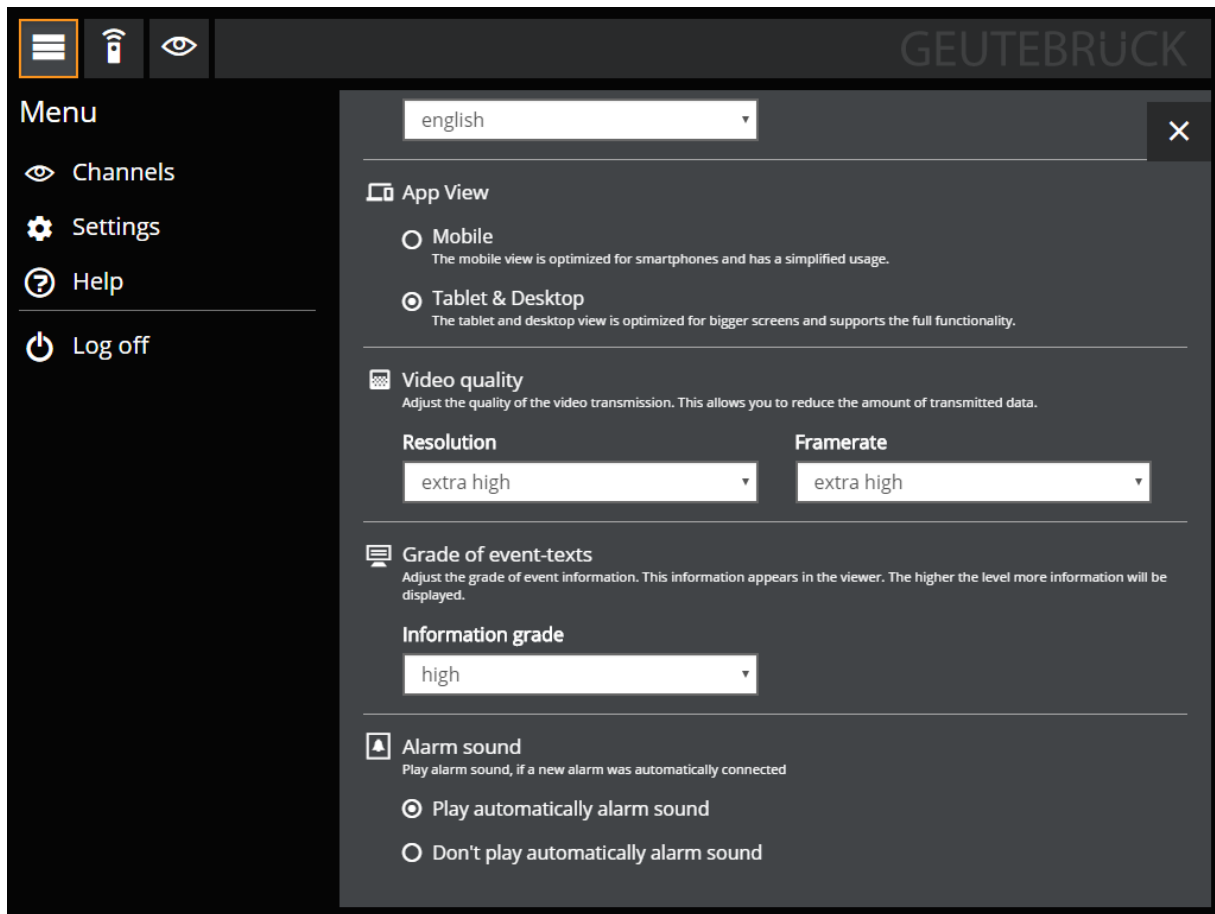 GEUTEBRÜCK
Menu
Channels
Settings
Help
Log off
english
App View
Mobile
The mobile view is optimized for smartphones and has a simplified usage.
Tablet & Desktop
The tablet and desktop view is optimized for bigger screens and supports the full functionality.
Video quality
Adjust the quality of the video transmission. This allows you to reduce the amount of transmitted data.
Resolution Framerate
extra high extra high
Grade of event-texts
Adjust the grade of event information. This information appears in the viewer. The higher the level more information will be
displayed.
Information grade
high
Alarm sound
Play alarm sound, if a new alarm was automatically connected
Play automatically alarm sound
Don't play automatically alarm sound